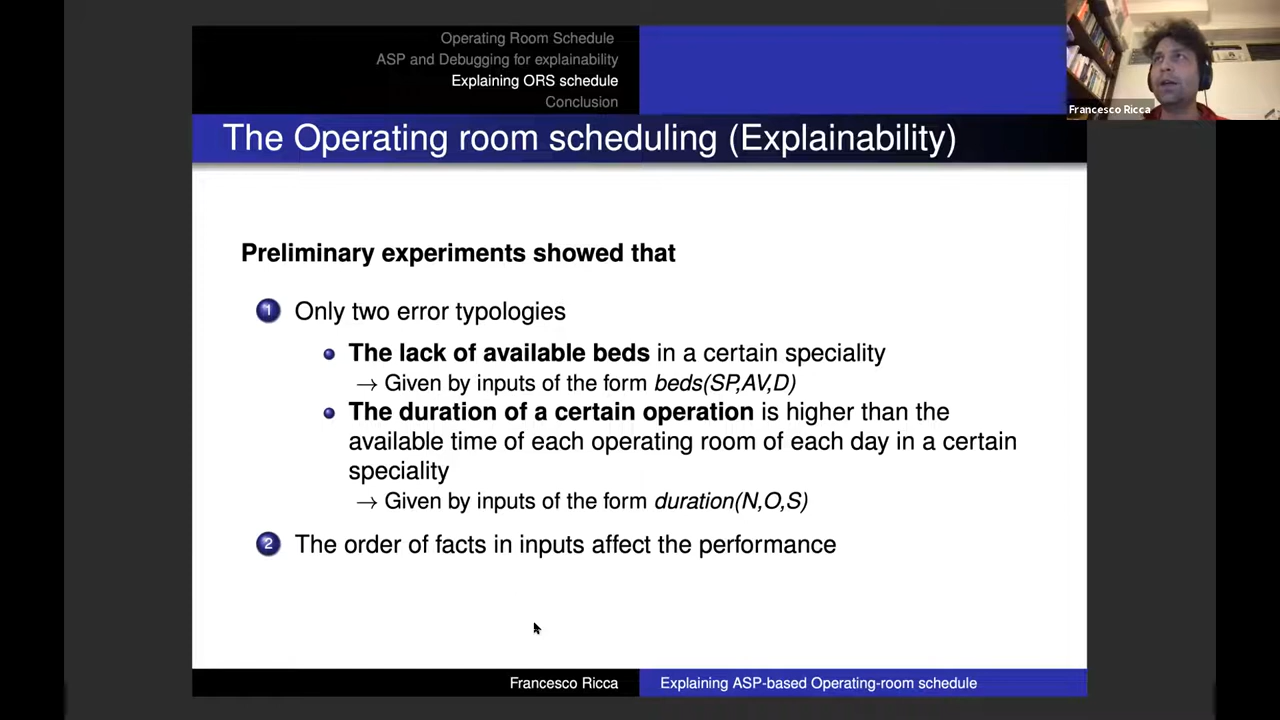 Operating Room Schedule
ASP and Debugging for explainability
Explaining ORS schedule
Conclusion
Francesco Ricca
The Operating room scheduling (Explainability)
Preliminary experiments showed that
1 Only two error typologies
The lack of available beds in a certain speciality
→ Given by inputs of the form beds(SP,AV,D)
The duration of a certain operation is higher than the
available time of each operating room of each day in a certain
speciality
→ Given by inputs of the form duration(N,O,S)
2 The order of facts in inputs affect the performance
Francesco Ricca
Explaining ASP-based Operating-room schedule